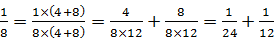 1/8 = 1×(4+8)/8×(4+8) = 4/8×12 + 8/8×12 = 1/24 + 1/12